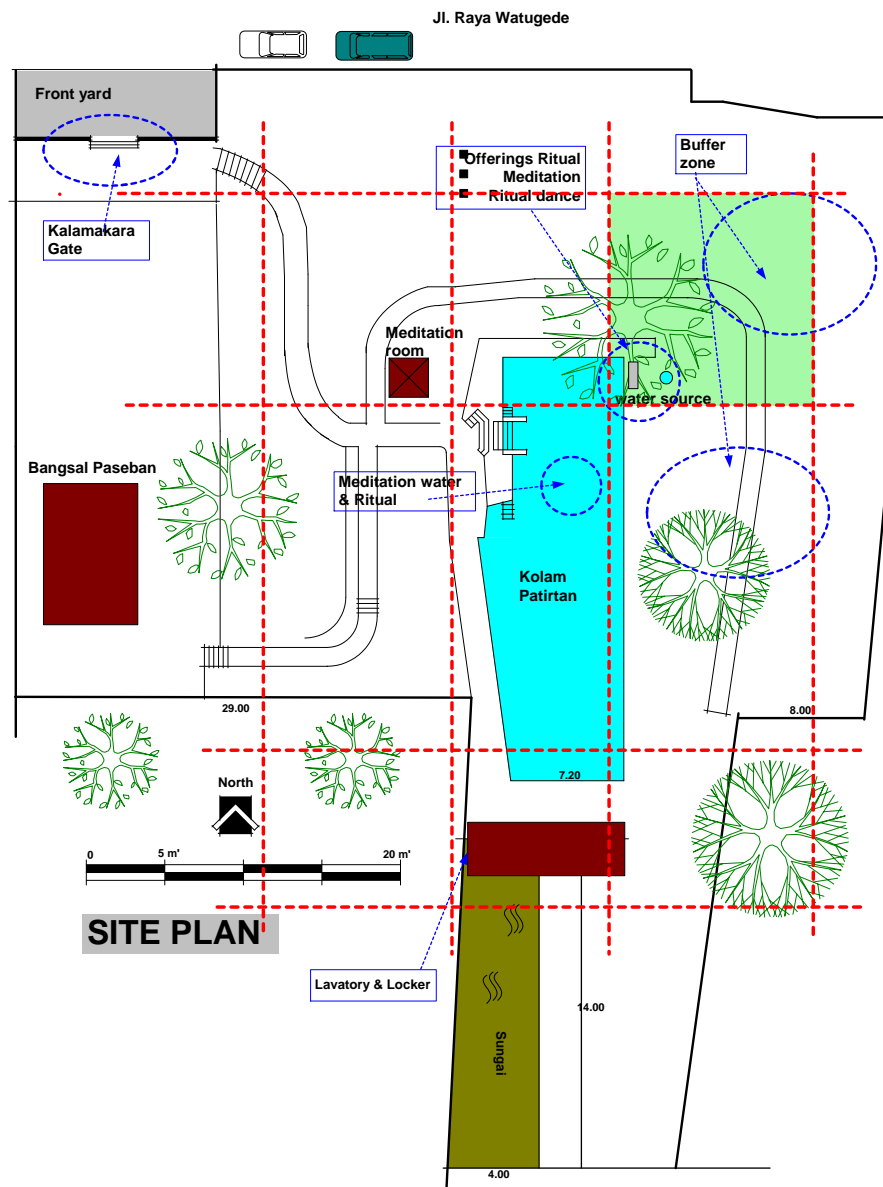 Jl. Raya Watugede
Front yard
Buffer
zone
Offerings Ritual
Meditation
Ritual dance
Kalamakara
Gate
Meditation
room
water source
Bangsal Paseban
Meditation water
& Ritual
Kolam
Patirtan
29.00
8.00
7.20
North
0
5 m'
20 m'
SITE PLAN
Lavatory & Locker
14.00
Sungai
4.00